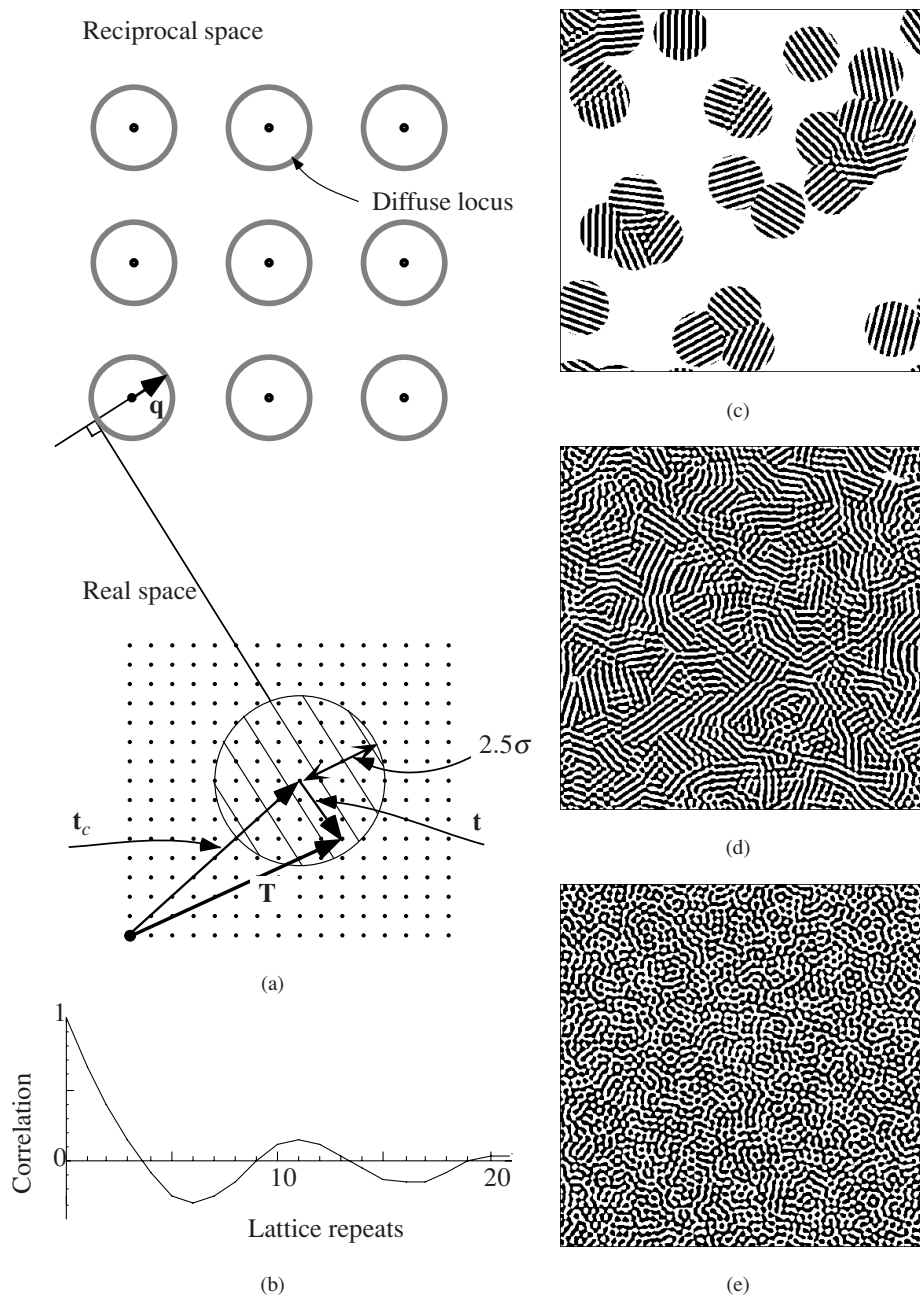 Reciprocal space
Diffuse locus
q
Real space
2.5σ
t_c
t
T
(a)
1
Correlation
0
10
20
Lattice repeats
(b)
(c)
(d)
(e)